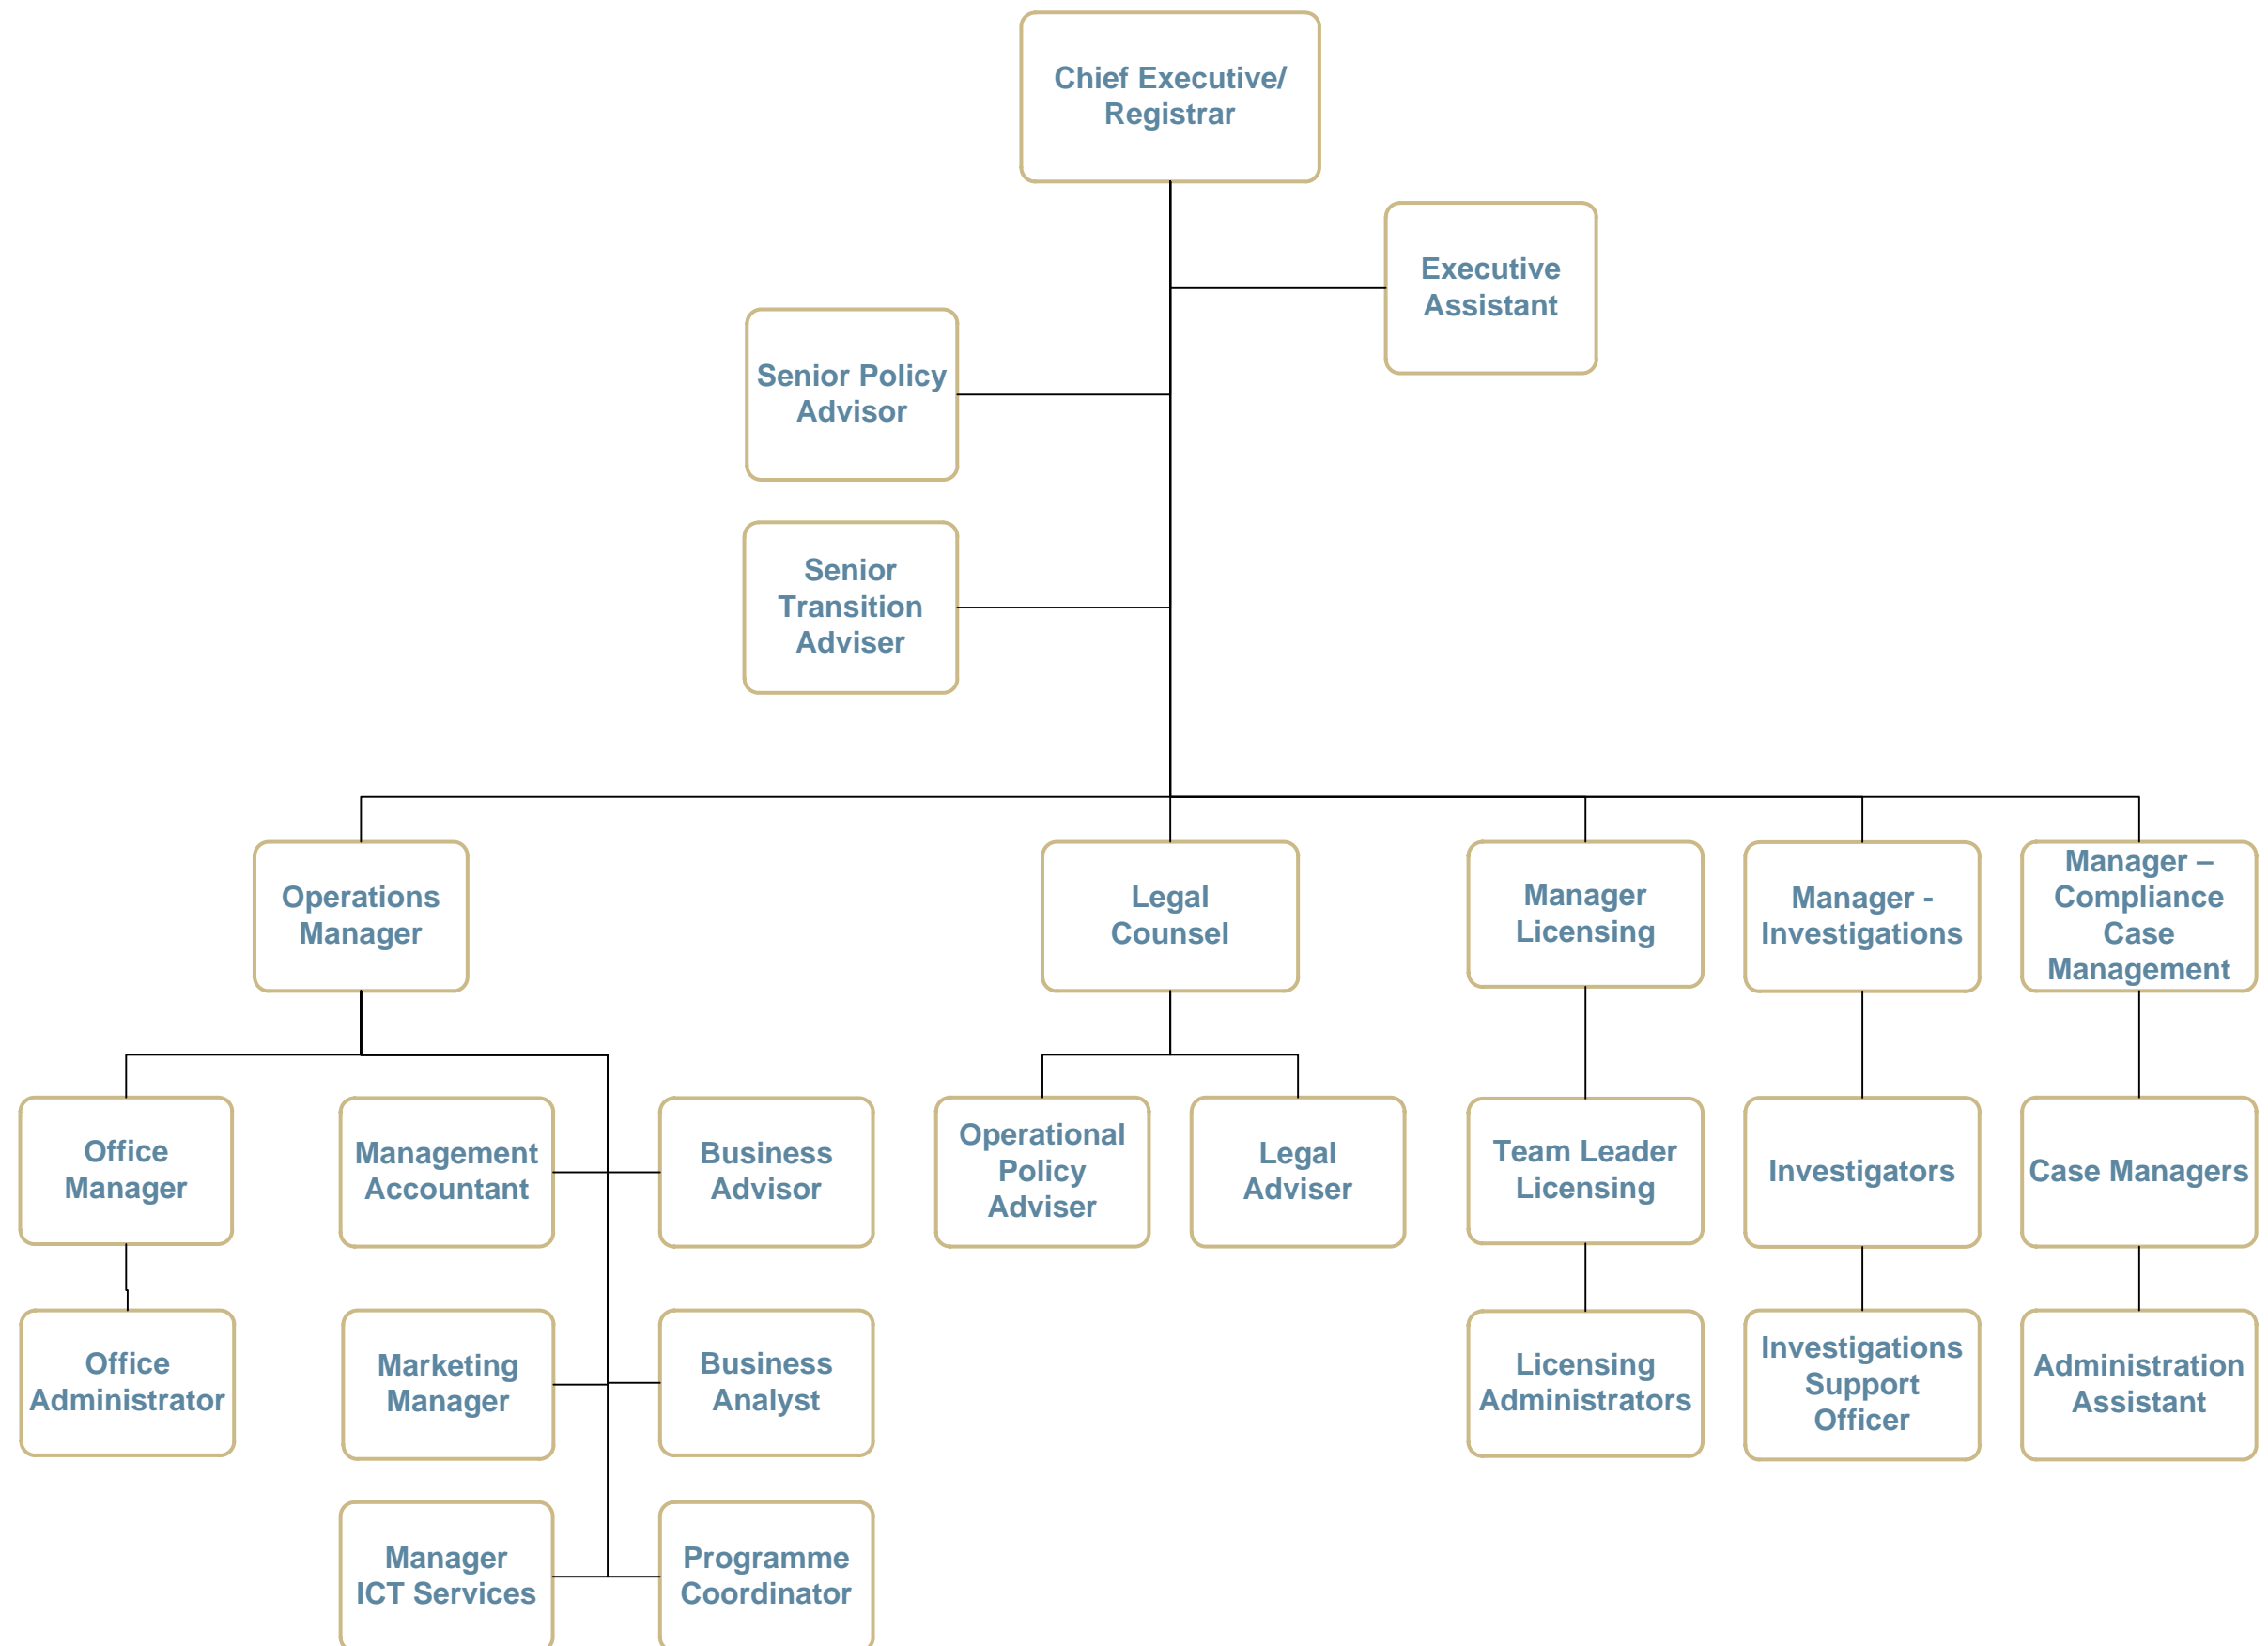 Chief Executive/
Registrar
Executive
Assistant
Senior Policy
Advisor
Senior
Transition
Adviser
Operations
Manager
Legal
Counsel
Manager
Licensing
Manager -
Investigations
Manager –
Compliance
Case
Management
Office
Manager
Management
Accountant
Business
Advisor
Operational
Policy
Adviser
Legal
Adviser
Team Leader
Licensing
Investigators
Case Managers
Office
Administrator
Marketing
Manager
Business
Analyst
Licensing
Administrators
Investigations
Support
Officer
Administration
Assistant
Manager
ICT Services
Programme
Coordinator